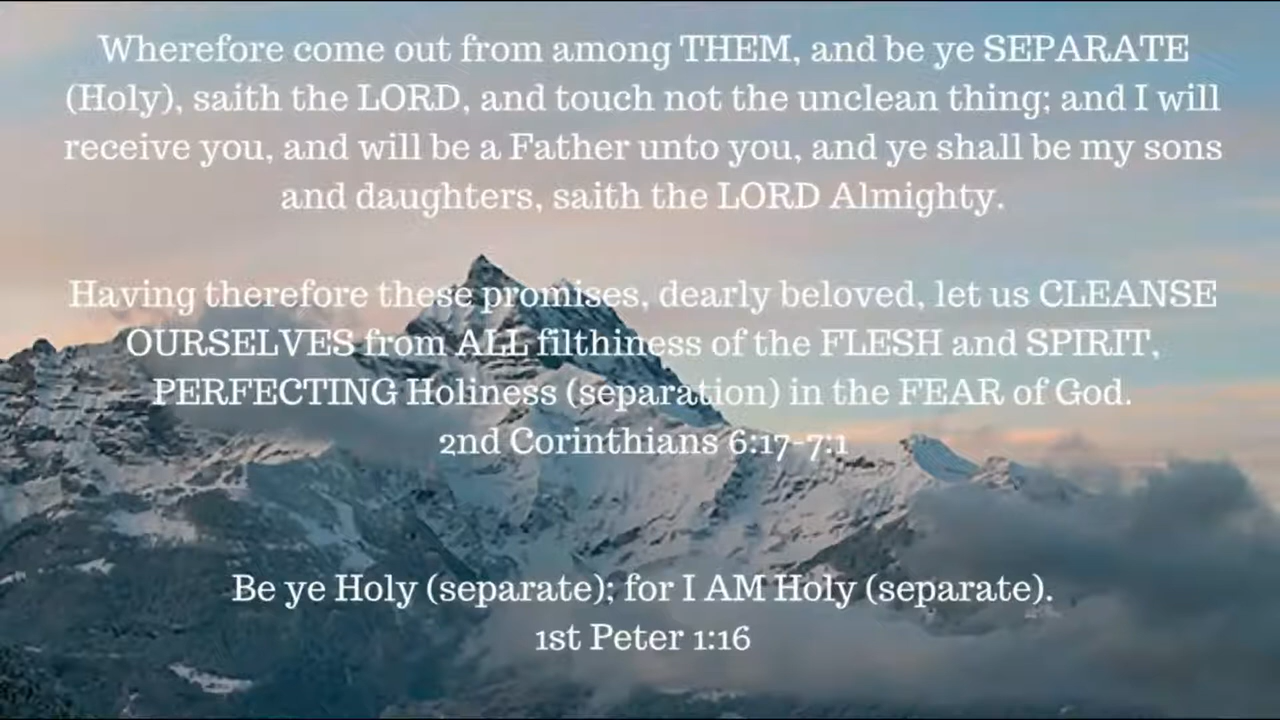 Wherefore come out from among THEM, and be ye SEPARATE
(Holy), saith the LORD, and touch not the unclean thing; and I will
receive you, and will be a Father unto you, and ye shall be my sons
and daughters, saith the LORD Almighty.
Having therefore these promises, dearly beloved, let us CLEANSE
OURSELVES from ALL filthiness of the FLESH and SPIRIT,
PERFECTING Holiness (separation) in the FEAR of God.
2nd Corinthians 6:17-7:1
Be ye Holy (separate); for I AM Holy (separate).
1st Peter 1:16